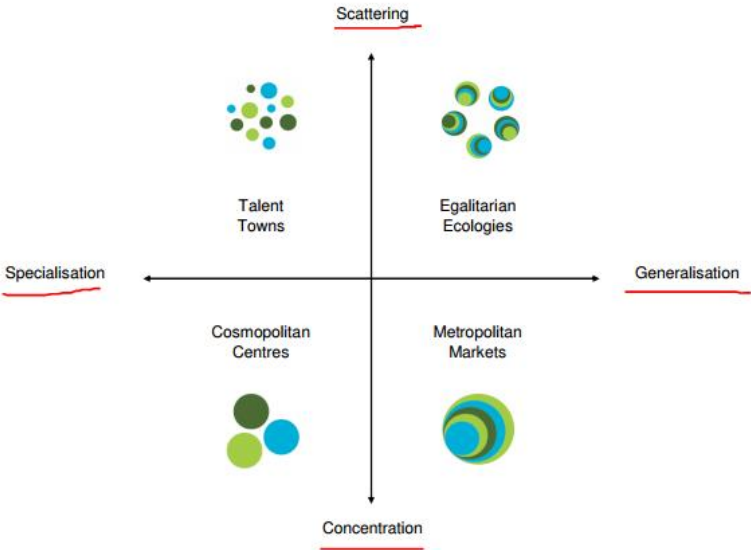 Scattering
Talent
Towns
Egalitarian
Ecologies
Specialisation
Generalisation
Cosmopolitan
Centres
Metropolitan
Markets
Concentration